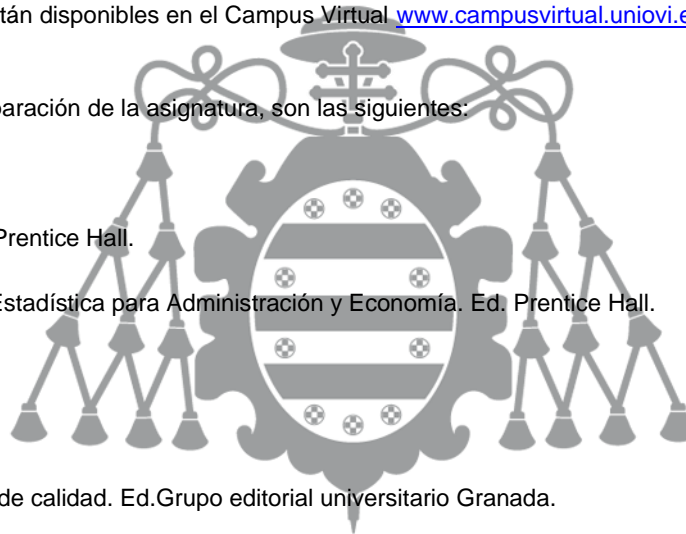 tán disponibles en el Campus Virtual www.campusvirtual.uniovi.e
paración de la asignatura, son las siguientes:
Prentice Hall.
Estadística para Administración y Economía. Ed. Prentice Hall.
de calidad. Ed.Grupo editorial universitario Granada.